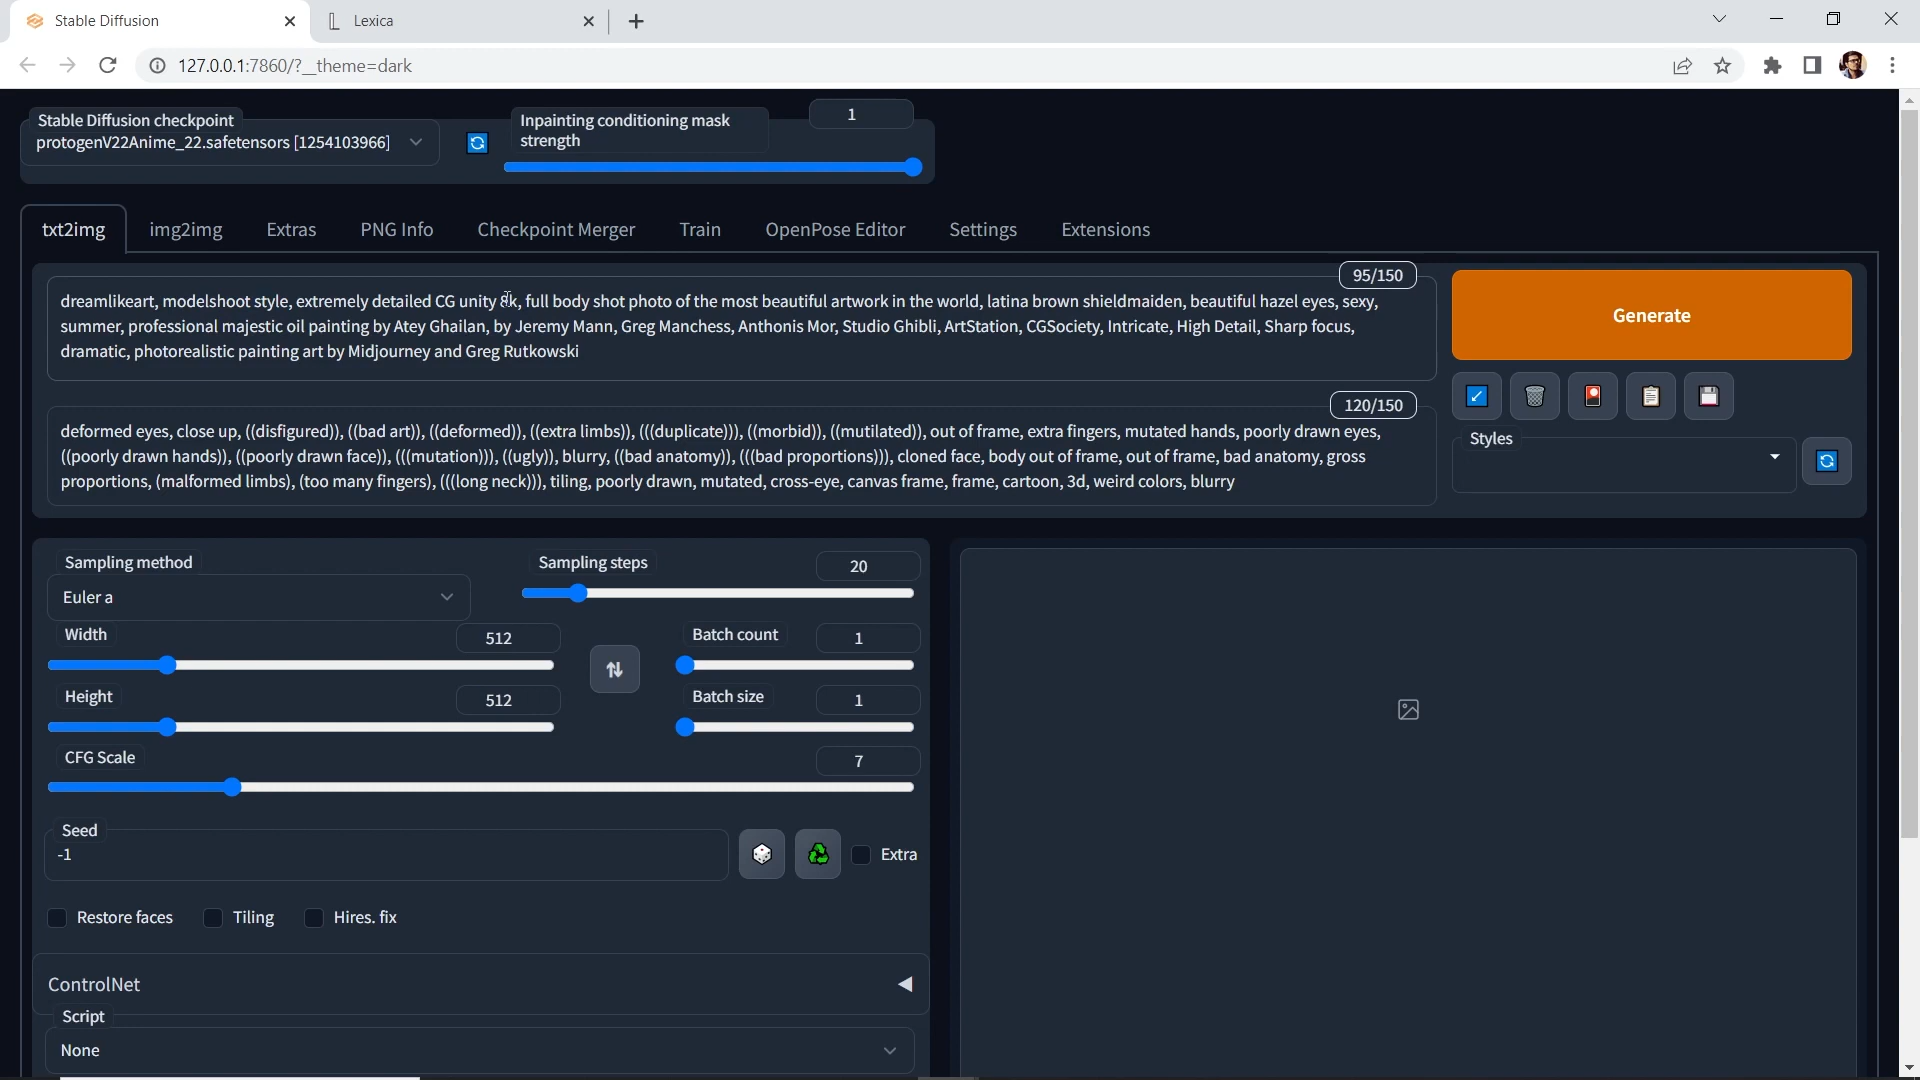 Stable Diffusion
Lexica
127.0.0.1:7860/?__theme=dark
Stable Diffusion checkpoint
protogenV22Anime_22.safetensors [1254103966]
Inpainting conditioning mask
strength
1
txt2img
img2img
Extras
PNG Info
Checkpoint Merger
Train
OpenPose Editor
Settings
Extensions
95/150
dreamlikeart, modelshoot style, extremely detailed CG unity 8k, full body shot photo of the most beautiful artwork in the world, latina brown shieldmaiden, beautiful hazel eyes, sexy,
summer, professional majestic oil painting by Atey Ghailan, by Jeremy Mann, Greg Manchess, Anthonis Mor, Studio Ghibli, ArtStation, CGSociety, Intricate, High Detail, Sharp focus,
dramatic, photorealistic painting art by Midjourney and Greg Rutkowski
Generate
120/150
deformed eyes, close up, ((disfigured)), ((bad art)), ((deformed)), ((extra limbs)), (((duplicate))), ((morbid)), ((mutilated)), out of frame, extra fingers, mutated hands, poorly drawn eyes,
((poorly drawn hands)), ((poorly drawn face)), (((mutation))), ((ugly)), blurry, ((bad anatomy)), (((bad proportions))), cloned face, body out of frame, out of frame, bad anatomy, gross
proportions, (malformed limbs), (too many fingers), (((long neck))), tiling, poorly drawn, mutated, cross-eye, canvas frame, frame, cartoon, 3d, weird colors, blurry
Styles
Sampling method
Euler a
Sampling steps
20
Width
512
Batch count
1
Height
512
Batch size
1
CFG Scale
7
Seed
-1
Extra
Restore faces
Tiling
Hires. fix
ControlNet
Script
None